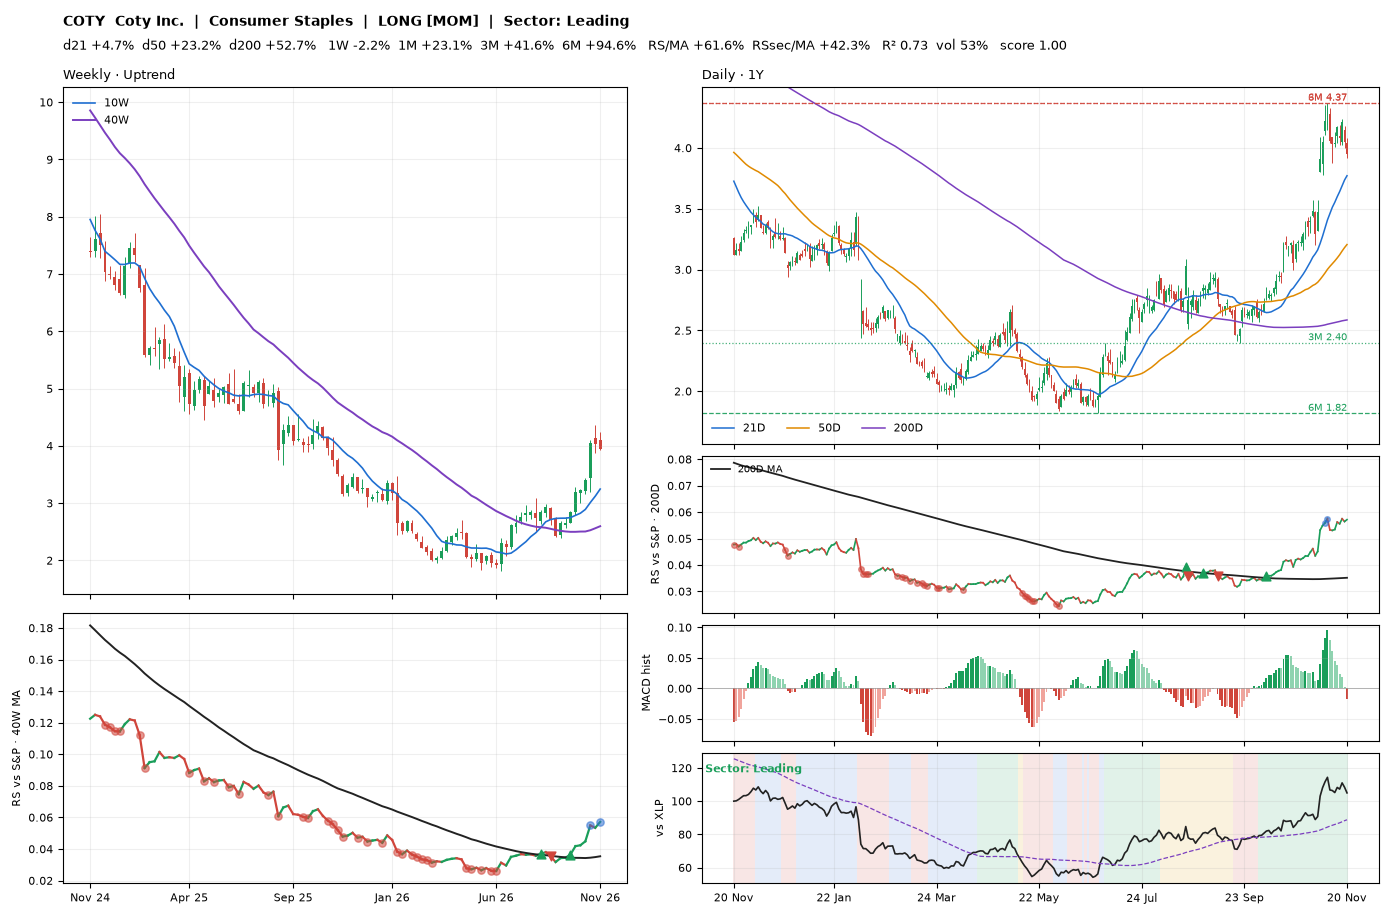 COTY  Coty Inc.  |  Consumer Staples  |  LONG [MOM]  |  Sector: Leading
d21 +4.7%  d50 +23.2%  d200 +52.7%   1W -2.2%  1M +23.1%  3M +41.6%  6M +94.6%   RS/MA +61.6%  RSsec/MA +42.3%   R² 0.73  vol 53%   score 1.00
Weekly · Uptrend
10W
40W
10
9
8
7
6
5
4
3
2
RS vs S&P · 40W MA
0.18
0.16
0.14
0.12
0.10
0.08
0.06
0.04
0.02
Nov 24
Apr 25
Sep 25
Jan 26
Jun 26
Nov 26
Daily · 1Y
6M 4.37
3M 2.40
6M 1.82
4.0
3.5
3.0
2.5
2.0
21D
50D
200D
RS vs S&P · 200D
200D MA
0.08
0.07
0.06
0.05
0.04
0.03
MACD hist
0.10
0.05
0.00
−0.05
vs XLP
Sector: Leading
120
100
80
60
20 Nov
22 Jan
24 Mar
22 May
24 Jul
23 Sep
20 Nov